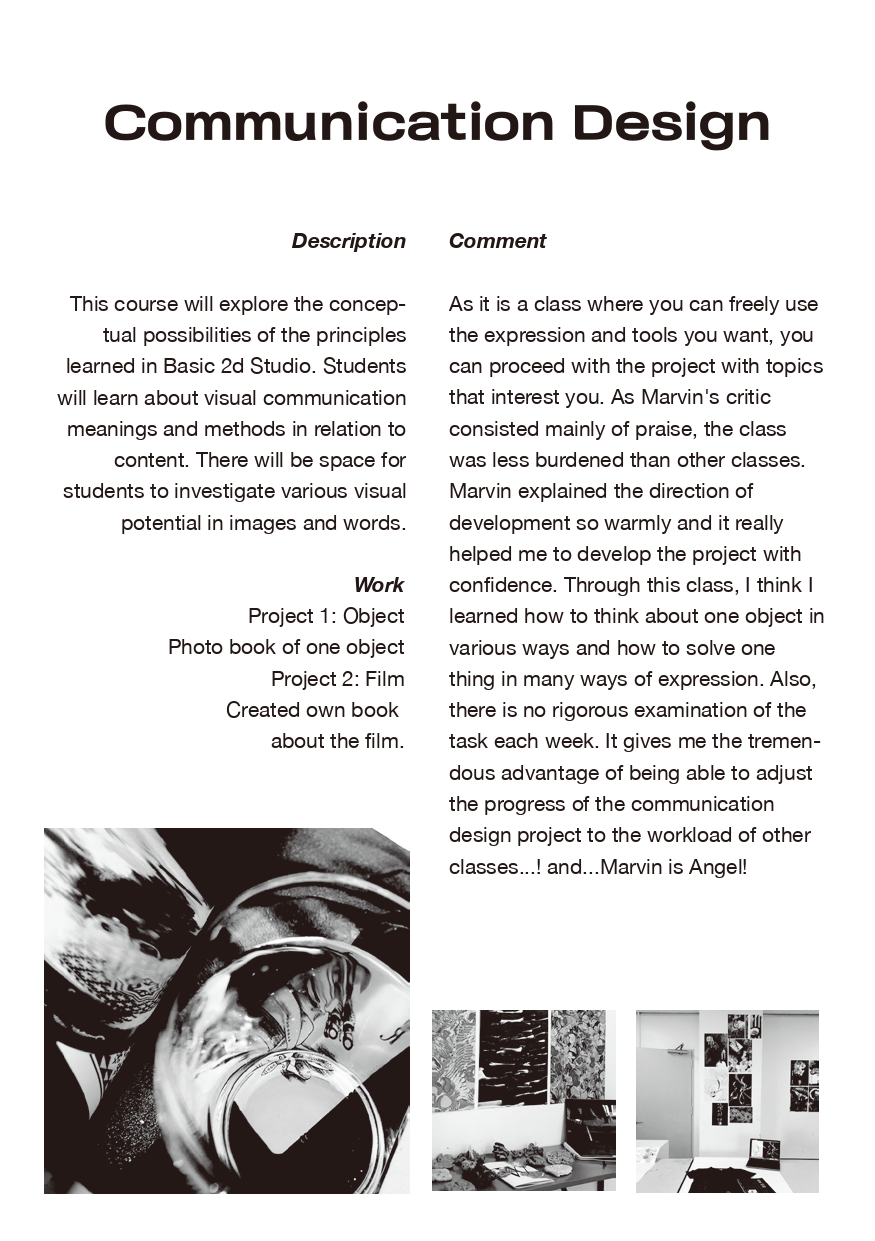 Communication Design
Description
This course will explore the concep-
tual possibilities of the principles
learned in Basic 2d Studio. Students
will learn about visual communication
meanings and methods in relation to
content. There will be space for
students to investigate various visual
potential in images and words.
Work
Project 1: Object
Photo book of one object
Project 2: Film
Created own book
about the film.
Comment
As it is a class where you can freely use
the expression and tools you want, you
can proceed with the project with topics
that interest you. As Marvin's critic
consisted mainly of praise, the class
was less burdened than other classes.
Marvin explained the direction of
development so warmly and it really
helped me to develop the project with
confidence. Through this class, I think I
learned how to think about one object in
various ways and how to solve one
thing in many ways of expression. Also,
there is no rigorous examination of the
task each week. It gives me the tremen-
dous advantage of being able to adjust
the progress of the communication
design project to the workload of other
classes...! and...Marvin is Angel!